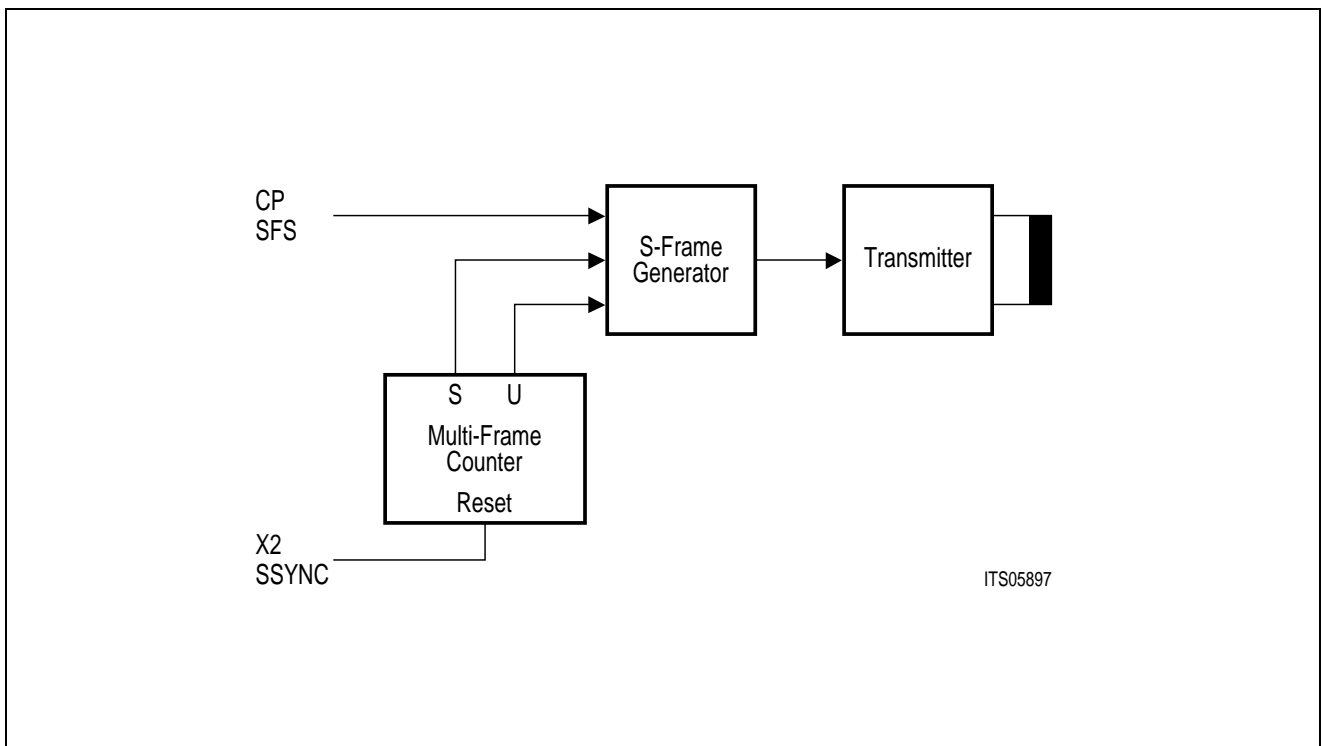 CP
SFS
S-Frame
Generator
Transmitter
S U
Multi-Frame
Counter
Reset
X2
SSYNC
ITS05897